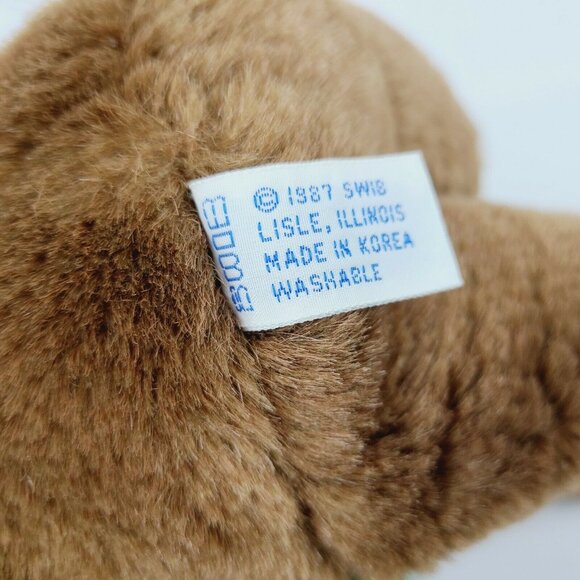 © 1987 SWIB
LISLE, ILLINOIS
MADE IN KOREA
WASHABLE